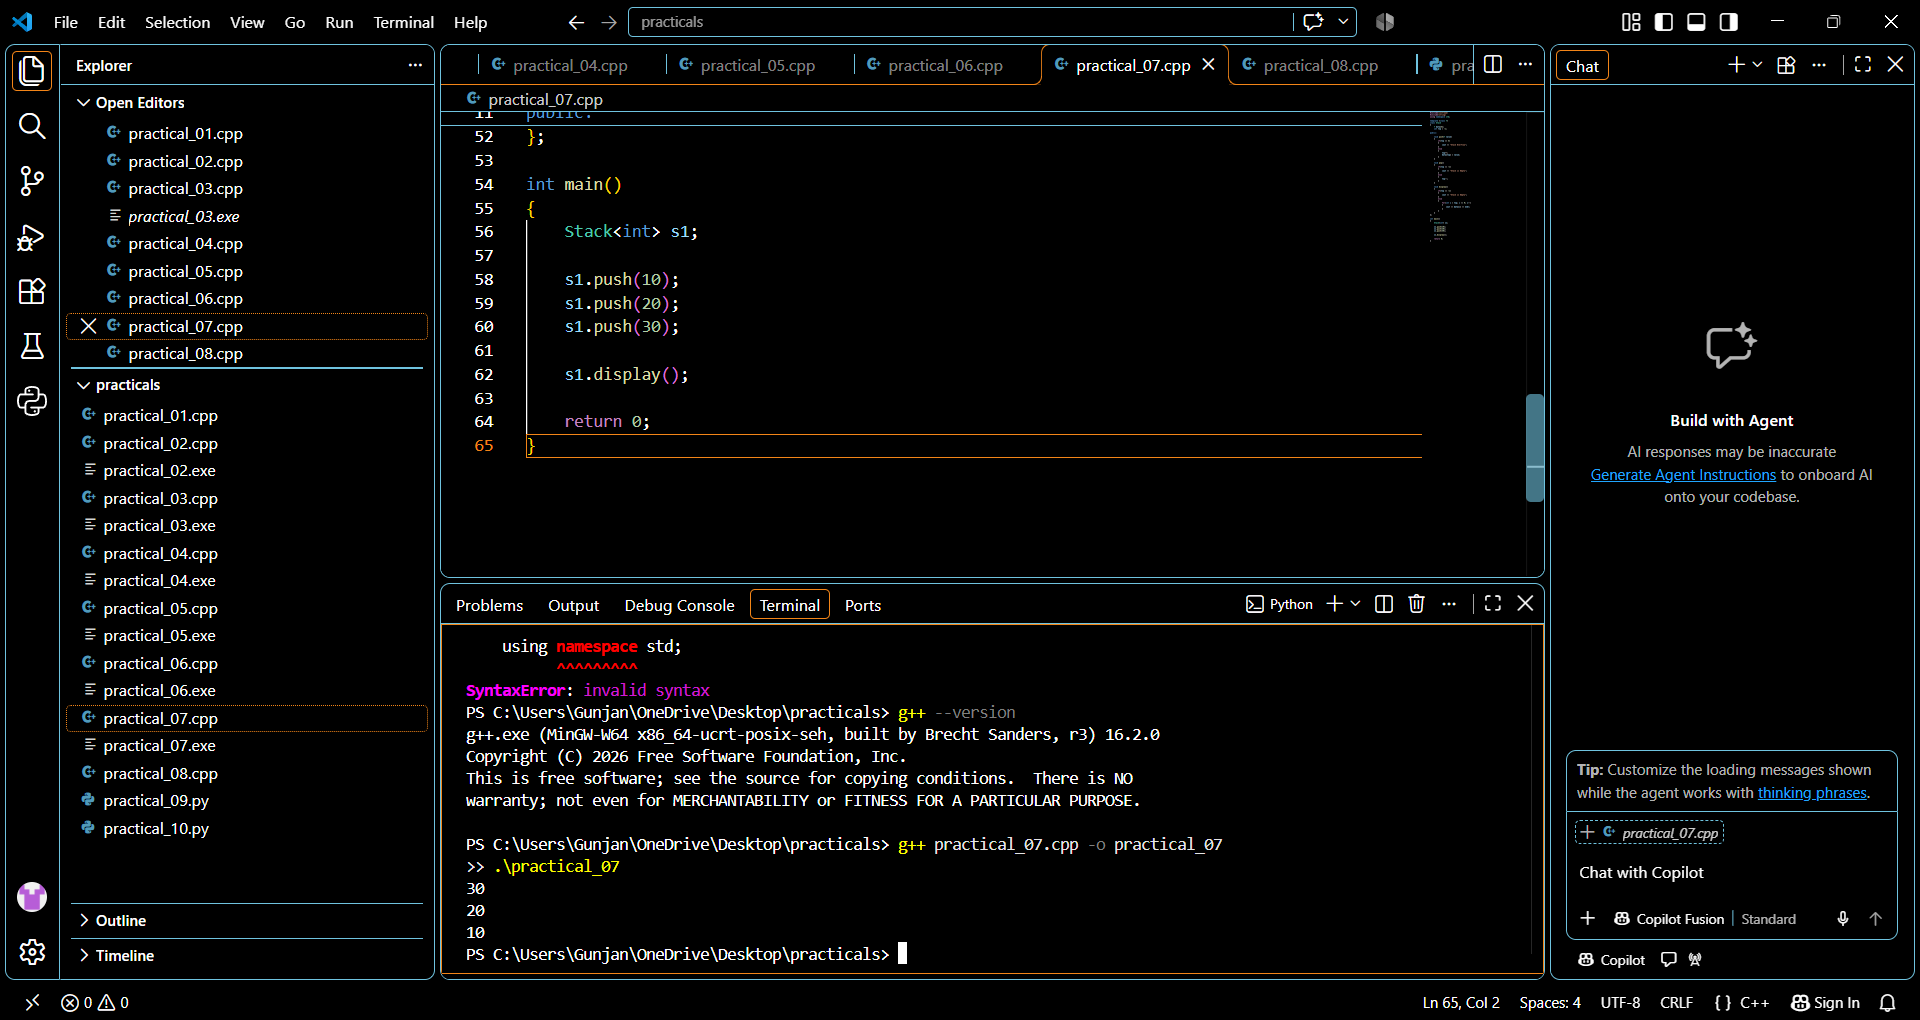 File Edit Selection View Go Run Terminal Help
practicals
Explorer
Open Editors
practical_01.cpp
practical_02.cpp
practical_03.cpp
practical_03.exe
practical_04.cpp
practical_05.cpp
practical_06.cpp
practical_07.cpp
practical_08.cpp
practicals
practical_01.cpp
practical_02.cpp
practical_02.exe
practical_03.cpp
practical_03.exe
practical_04.cpp
practical_04.exe
practical_05.cpp
practical_05.exe
practical_06.cpp
practical_06.exe
practical_07.cpp
practical_07.exe
practical_08.cpp
practical_09.py
practical_10.py
Outline
Timeline
practical_04.cpp practical_05.cpp practical_06.cpp practical_07.cpp practical_08.cpp pra
practical_07.cpp
11 public:
52 };
53
54 int main()
55 {
56 Stack<int> s1;
57
58 s1.push(10);
59 s1.push(20);
60 s1.push(30);
61
62 s1.display();
63
64 return 0;
65 }
Problems Output Debug Console Terminal Ports Python
using namespace std;
^^^^^^^^^
SyntaxError: invalid syntax
PS C:\Users\Gunjan\OneDrive\Desktop\practicals> g++ --version
g++.exe (MinGW-W64 x86_64-ucrt-posix-seh, built by Brecht Sanders, r3) 16.2.0
Copyright (C) 2026 Free Software Foundation, Inc.
This is free software; see the source for copying conditions. There is NO
warranty; not even for MERCHANTABILITY or FITNESS FOR A PARTICULAR PURPOSE.
PS C:\Users\Gunjan\OneDrive\Desktop\practicals> g++ practical_07.cpp -o practical_07
>> .\practical_07
30
20
10
PS C:\Users\Gunjan\OneDrive\Desktop\practicals>
Chat
Build with Agent
AI responses may be inaccurate
Generate Agent Instructions to onboard AI
onto your codebase.
Tip: Customize the loading messages shown
while the agent works with thinking phrases.
practical_07.cpp
Chat with Copilot
Copilot Fusion Standard
Copilot
0 0
Ln 65, Col 2 Spaces: 4 UTF-8 CRLF {} C++ Sign In